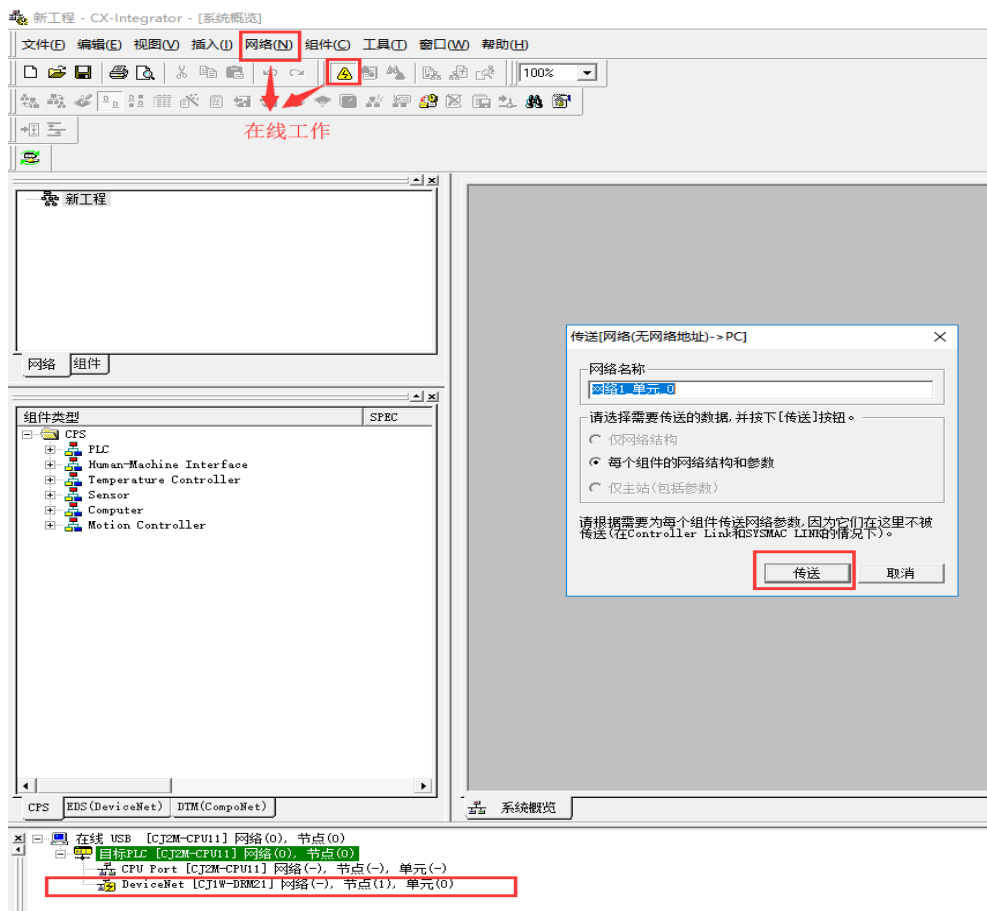 新工程 - CX-Integrator - [系统概览]
文件(F) 编辑(E) 视图(V) 插入(I) 网络(N) 组件(C) 工具(T) 窗口(W) 帮助(H)
100%
在线工作
新工程
网络 组件
组件类型 SPEC
CPS
PLC
Human-Machine Interface
Temperature Controller
Sensor
Computer
Motion Controller
CPS EDS(DeviceNet) DTM(CompoNet)
传送[网络(无网络地址)->PC]
网络名称
网络1_单元_0
请选择需要传送的数据,并按下[传送]按钮。
仅网络结构
每个组件的网络结构和参数
仅主站(包括参数)
请根据需要为每个组件传送网络参数,因为它们在这里不被
传送(在Controller Link和SYSMAC LINK的情况下)。
传送 取消
系统概览
在线 USB [CJ2M-CPU11] 网络(0), 节点(0)
目标PLC [CJ2M-CPU11] 网络(0), 节点(0)
CPU Port [CJ2M-CPU11] 网络(-), 节点(-), 单元(-)
DeviceNet [CJ1W-DRM21] 网络(-), 节点(1), 单元(0)